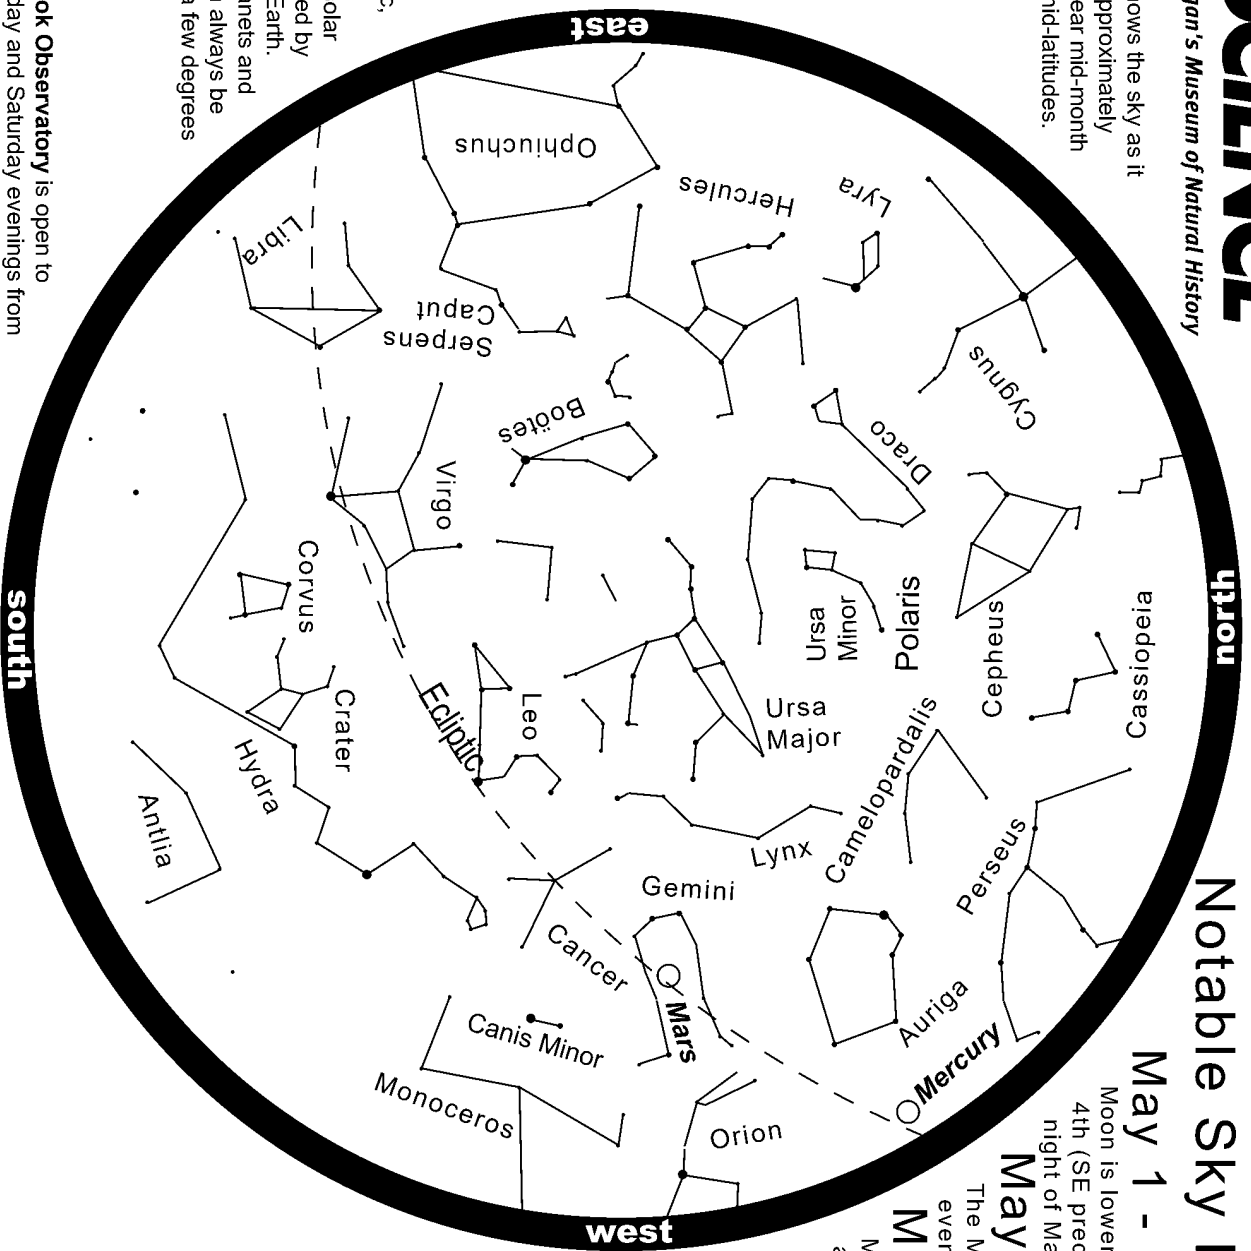 gan's Museum of Natural History
ows the sky as it
pproximately
ear mid-month
id-latitudes.
olar
ed by
Earth.
nets and
always be
a few degrees
ok Observatory is open to
day and Saturday evenings from
east
Ophiuchus
Hercules
Lyra
Libra
Serpens
Caput
Cygnus
Boötes
Draco
Virgo
Corvus
Ursa
Minor
Polaris
Cepheus
Cassiopeia
north
south
Crater
Leo
Ecliptic
Ursa
Major
Hydra
Antlia
Camelopardalis
Lynx
Perseus
Gemini
Cancer
Mars
Auriga
Mercury
Canis Minor
Monoceros
Orion
west
Notable Sky
May 1 -
Moon is lower
4th (SE prec
night of Ma
May
The M
ever
M